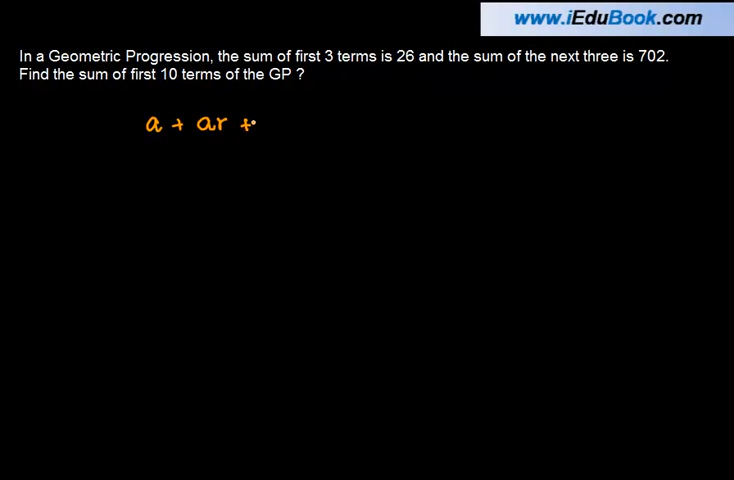 www.iEduBook.com
In a Geometric Progression, the sum of first 3 terms is 26 and the sum of the next three is 702.
Find the sum of first 10 terms of the GP ?
a + ar +